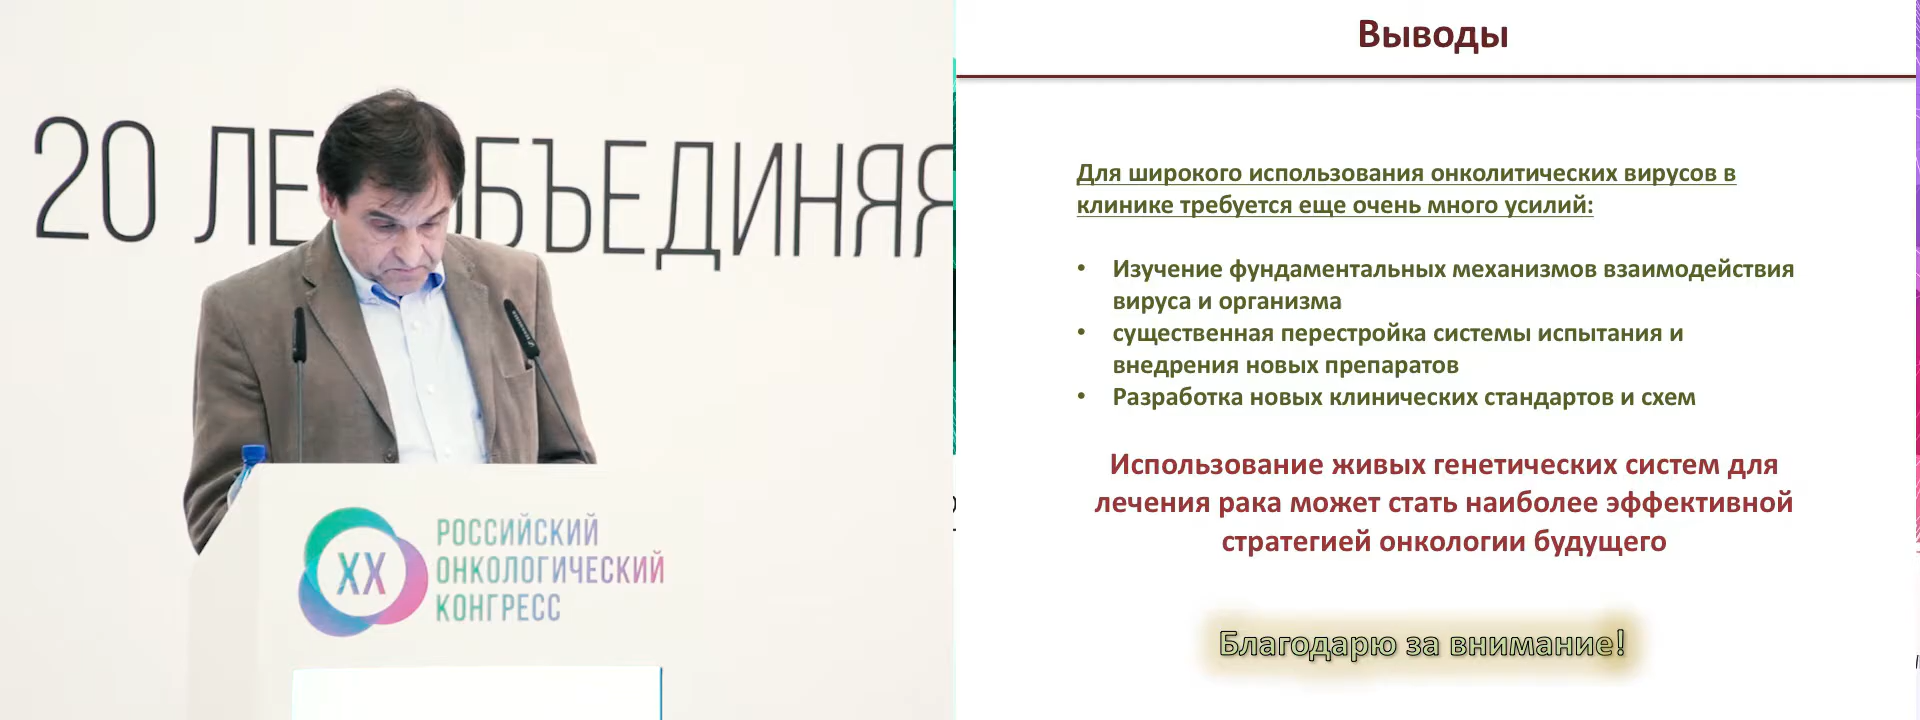 20 ЛЕ ОБЪЕДИНЯЯ
XX
РОССИЙСКИЙ
ОНКОЛОГИЧЕСКИЙ
КОНГРЕСС
Выводы
Для широкого использования онколитических вирусов в
клинике требуется еще очень много усилий:
• Изучение фундаментальных механизмов взаимодействия
вируса и организма
• существенная перестройка системы испытания и
внедрения новых препаратов
• Разработка новых клинических стандартов и схем
Использование живых генетических систем для
лечения рака может стать наиболее эффективной
стратегией онкологии будущего
Благодарю за внимание!